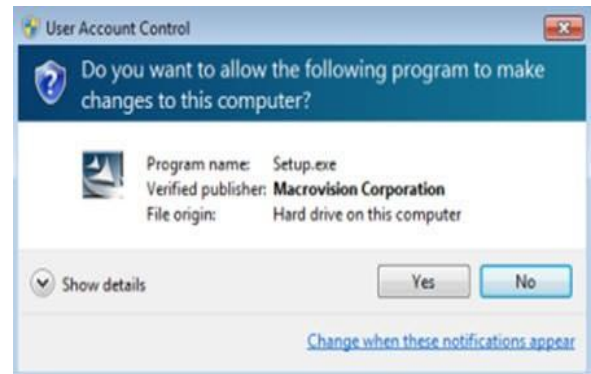 User Account Control
Do you want to allow the following program to make
changes to this computer?
Program name: Setup.exe
Verified publisher: Macrovision Corporation
File origin: Hard drive on this computer
Show details
Yes
No
Change when these notifications appear